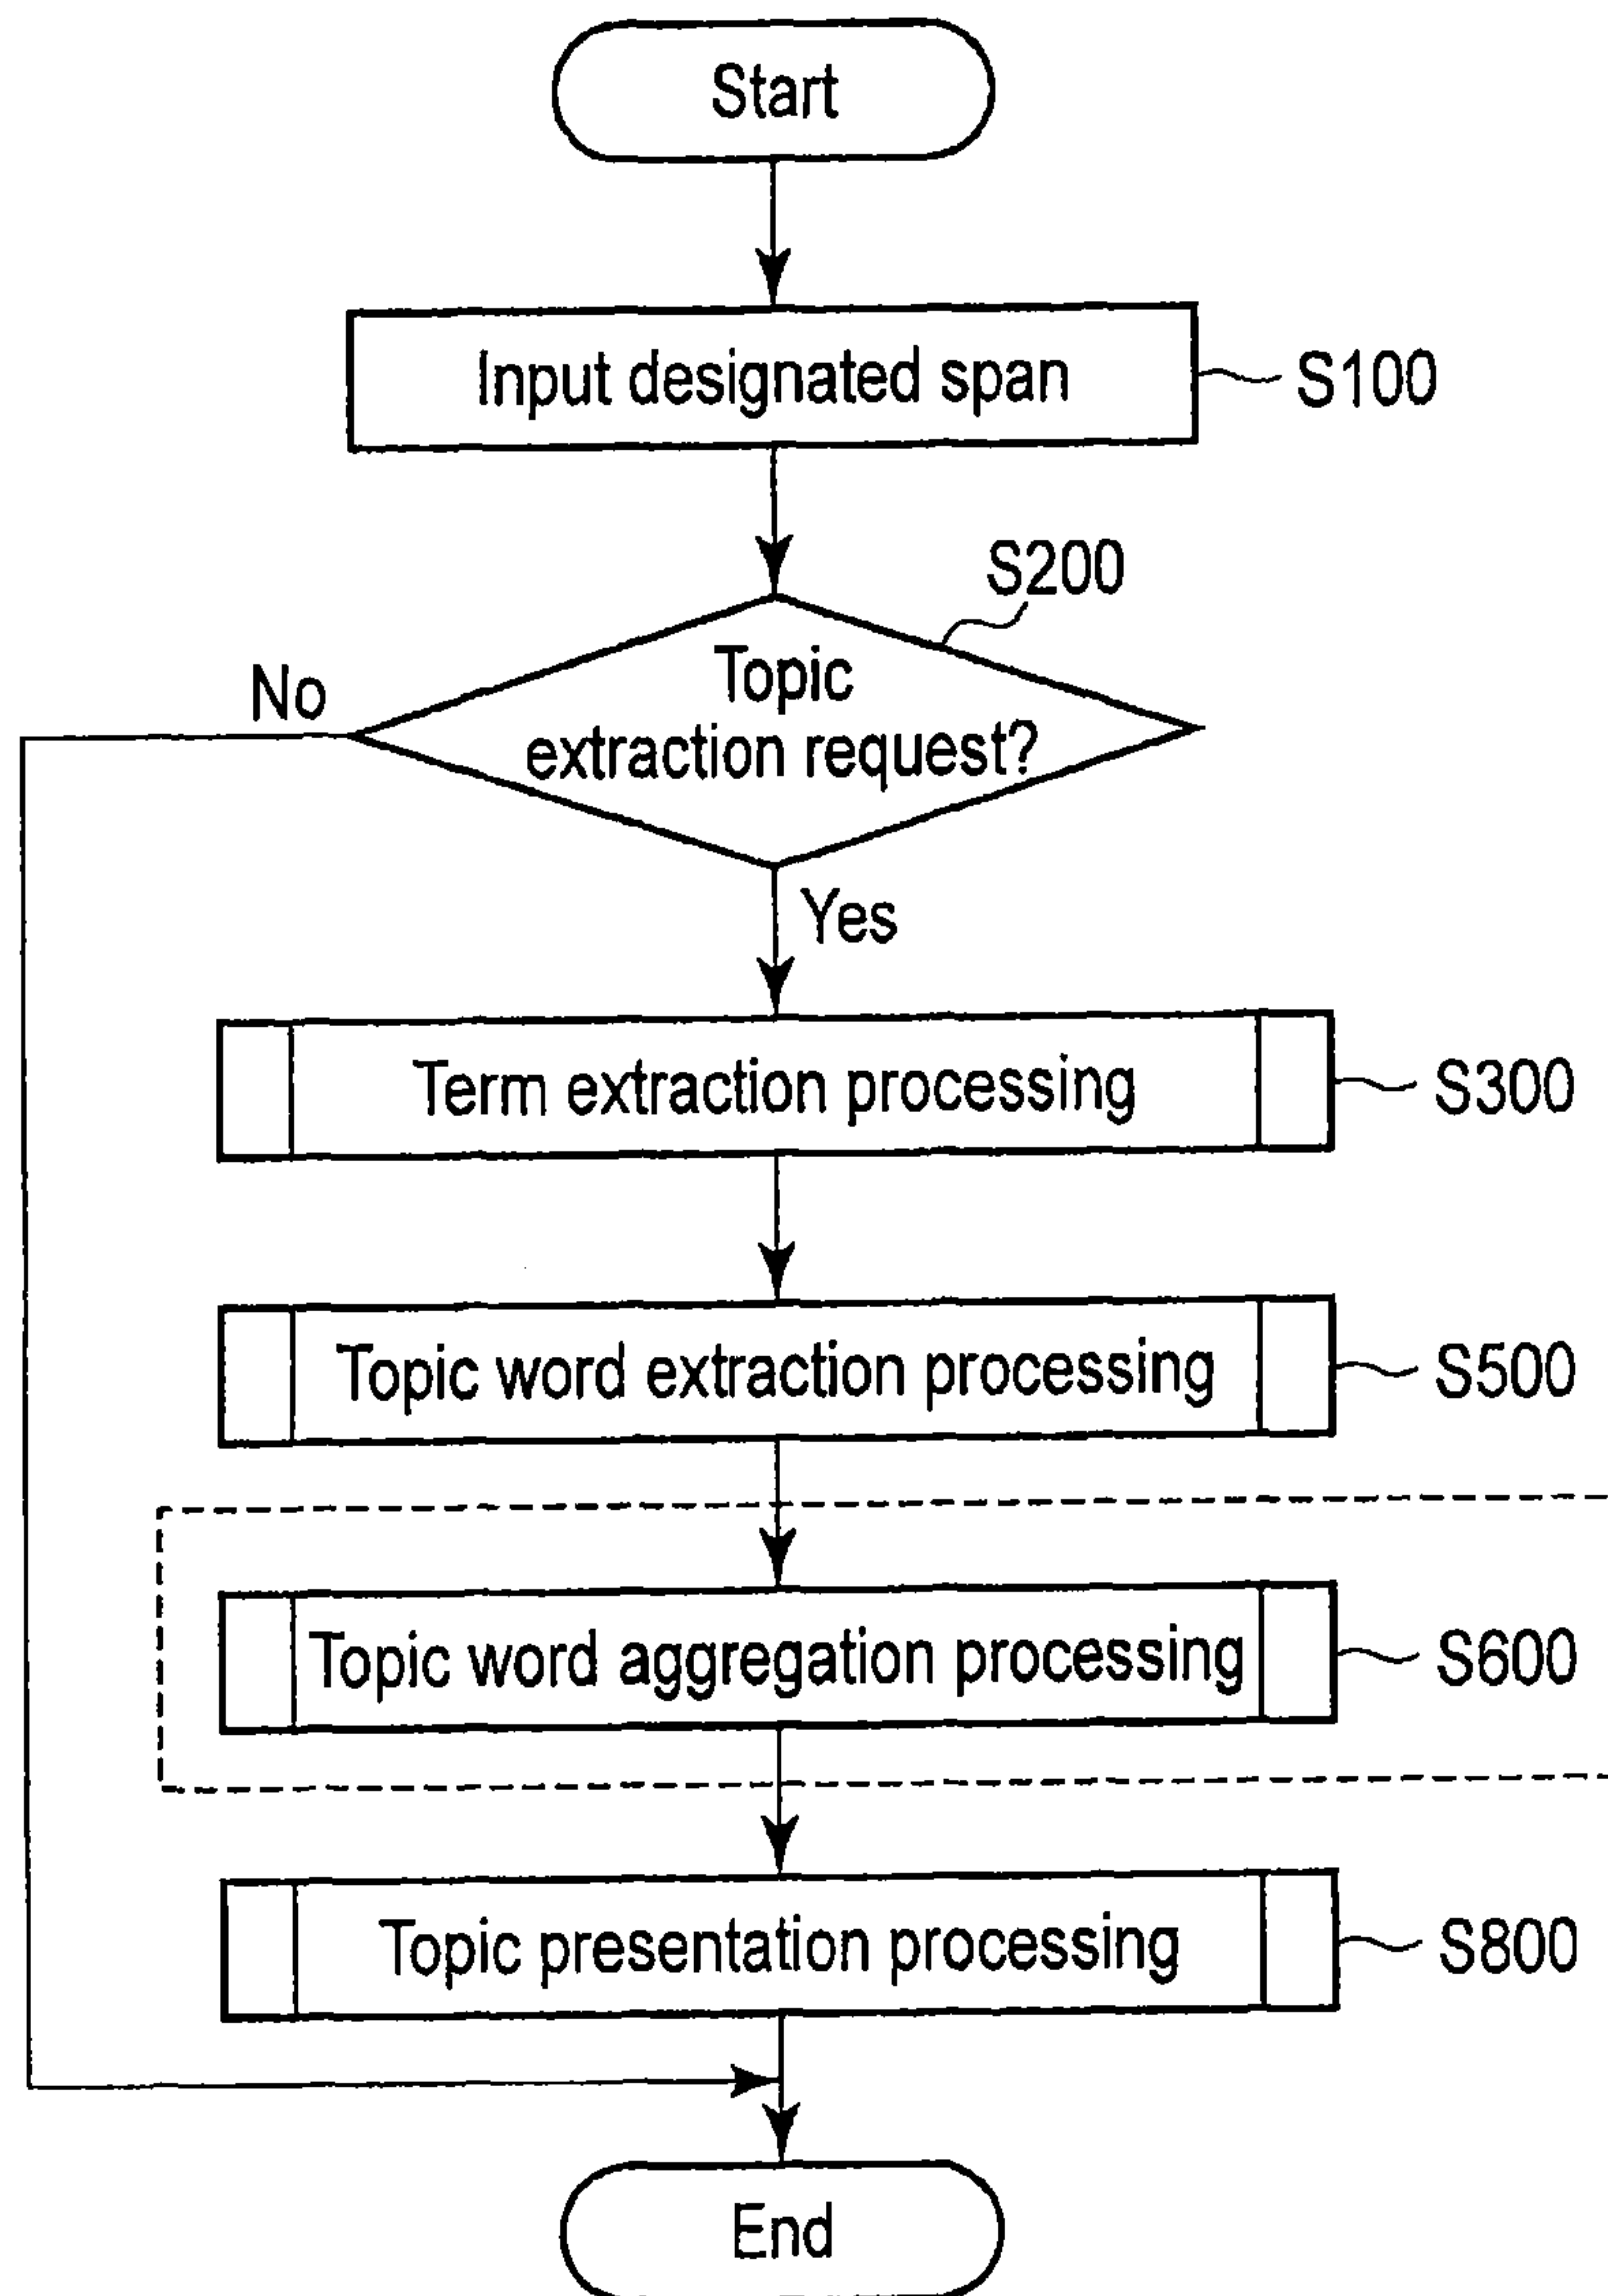 Start
Input designated span
S100
S200
Topic
extraction request?
No
Yes
Term extraction processing
S300
Topic word extraction processing
S500
Topic word aggregation processing
S600
Topic presentation processing
S800
End